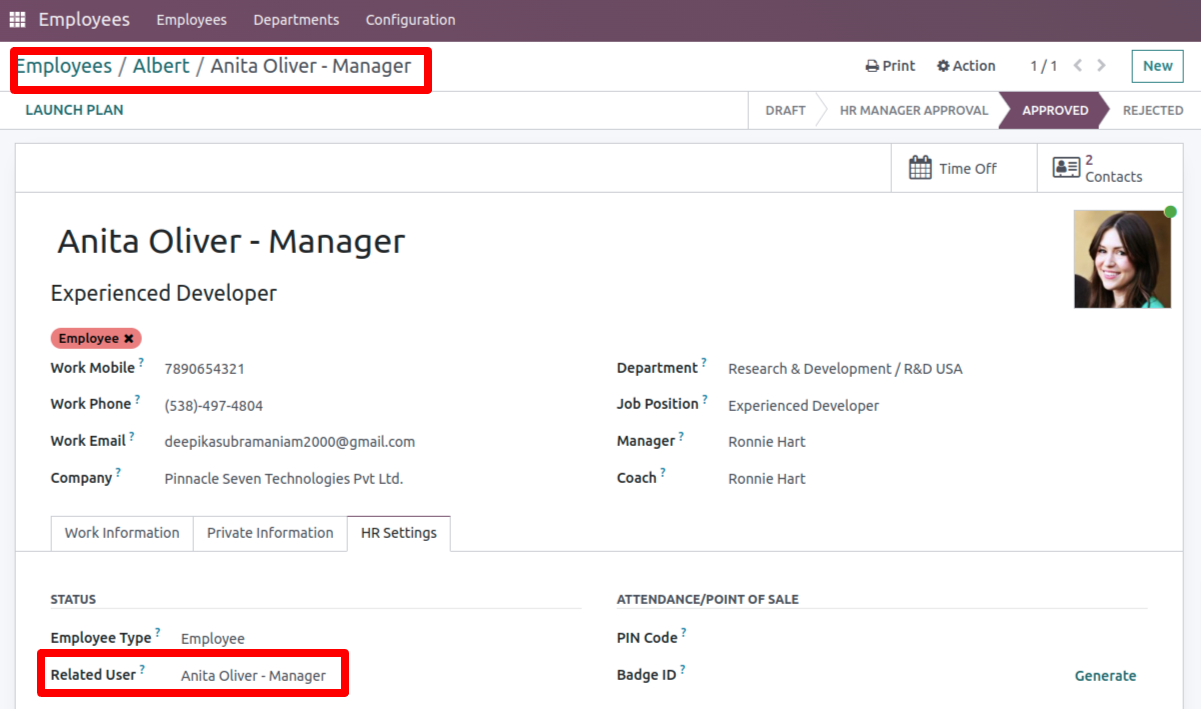 Employees Employees Departments Configuration
Employees / Albert / Anita Oliver - Manager Print Action 1 / 1 New
LAUNCH PLAN DRAFT HR MANAGER APPROVAL APPROVED REJECTED
Time Off 2 Contacts
Anita Oliver - Manager
Experienced Developer
Employee ✖
Work Mobile ? 7890654321 Department ? Research & Development / R&D USA
Work Phone ? (538)-497-4804 Job Position ? Experienced Developer
Work Email ? deepikasubramaniam2000@gmail.com Manager ? Ronnie Hart
Company ? Pinnacle Seven Technologies Pvt Ltd. Coach ? Ronnie Hart
Work Information Private Information HR Settings
STATUS ATTENDANCE/POINT OF SALE
Employee Type ? Employee PIN Code ?
Related User ? Anita Oliver - Manager Badge ID ? Generate